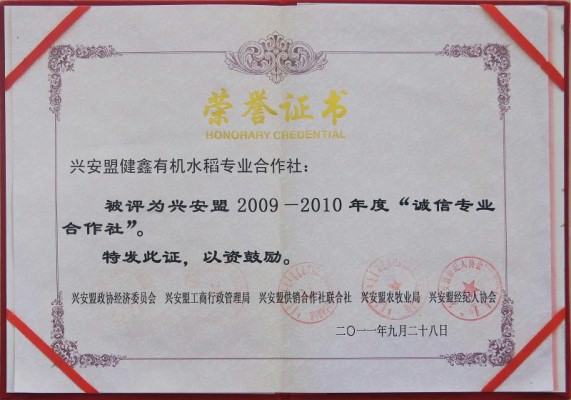 荣誉证书
HONORARY CREDENTIAL
兴安盟健鑫有机水稻专业合作社：
被评为兴安盟 2009－2010 年度“诚信专业
合作社”。
特发此证，以资鼓励。
兴安盟政协经济委员会 兴安盟工商行政管理局 兴安盟供销合作社联合社 兴安盟农牧业局 兴安盟经纪人协会
二〇一一年九月二十八日